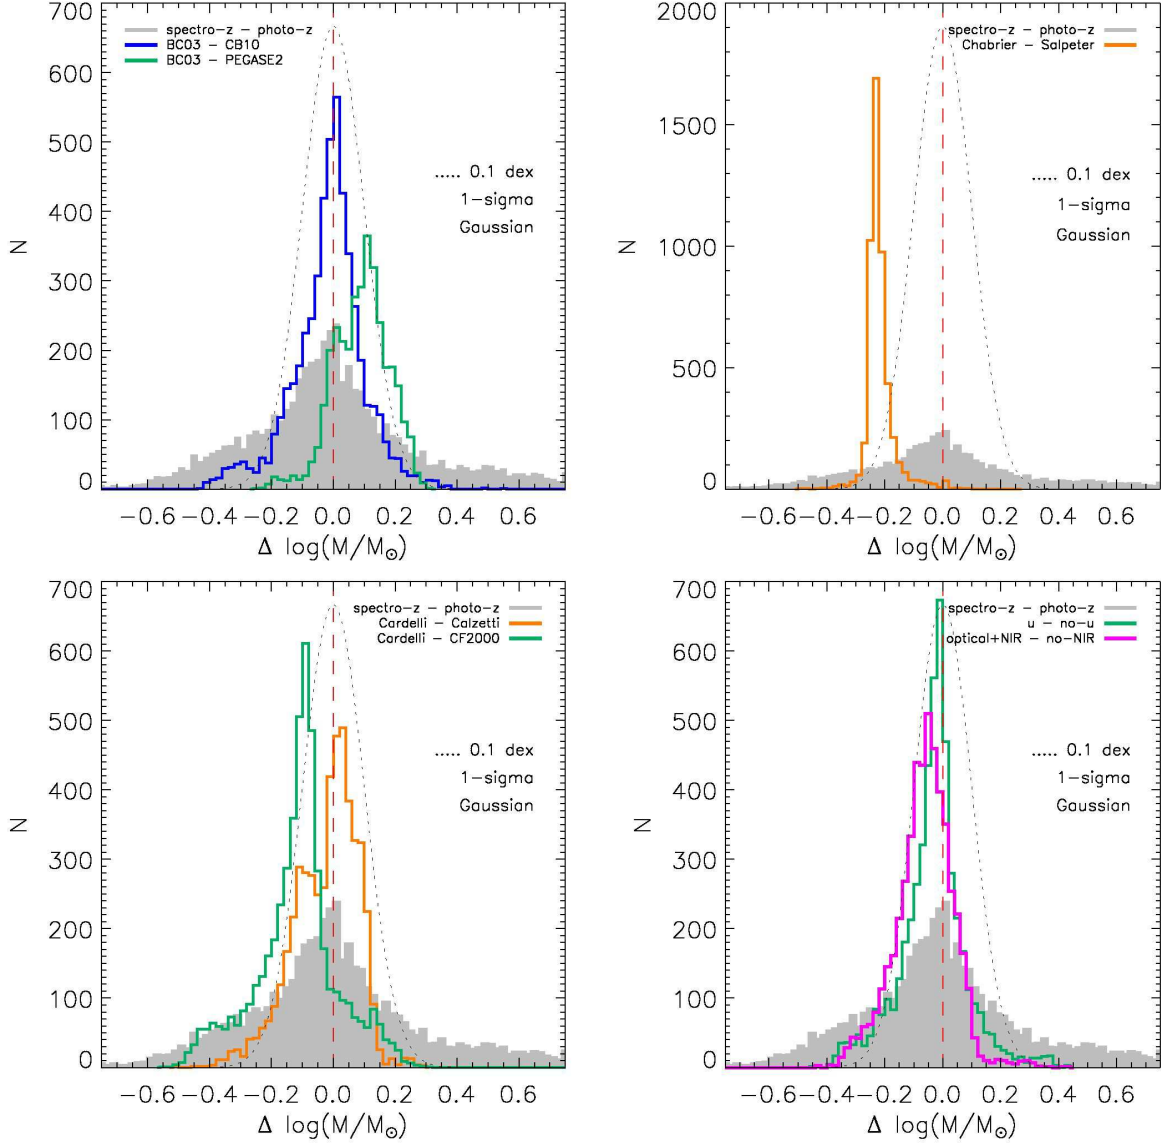 700
600
500
400
300
200
100
0
N
spectro-z - photo-z
BC03 - CB10
BC03 - PEGASE2
..... 0.1 dex
1-sigma
Gaussian
−0.6 −0.4 −0.2 0.0 0.2 0.4 0.6
Δ log(M/M⊙)
2000
1500
1000
500
0
N
spectro-z - photo-z
Chabrier - Salpeter
..... 0.1 dex
1-sigma
Gaussian
−0.6 −0.4 −0.2 0.0 0.2 0.4 0.6
Δ log(M/M⊙)
700
600
500
400
300
200
100
0
N
spectro-z - photo-z
Cardelli - Calzetti
Cardelli - CF2000
..... 0.1 dex
1-sigma
Gaussian
−0.6 −0.4 −0.2 0.0 0.2 0.4 0.6
Δ log(M/M⊙)
700
600
500
400
300
200
100
0
N
spectro-z - photo-z
u - no-u
optical+NIR - no-NIR
..... 0.1 dex
1-sigma
Gaussian
−0.6 −0.4 −0.2 0.0 0.2 0.4 0.6
Δ log(M/M⊙)